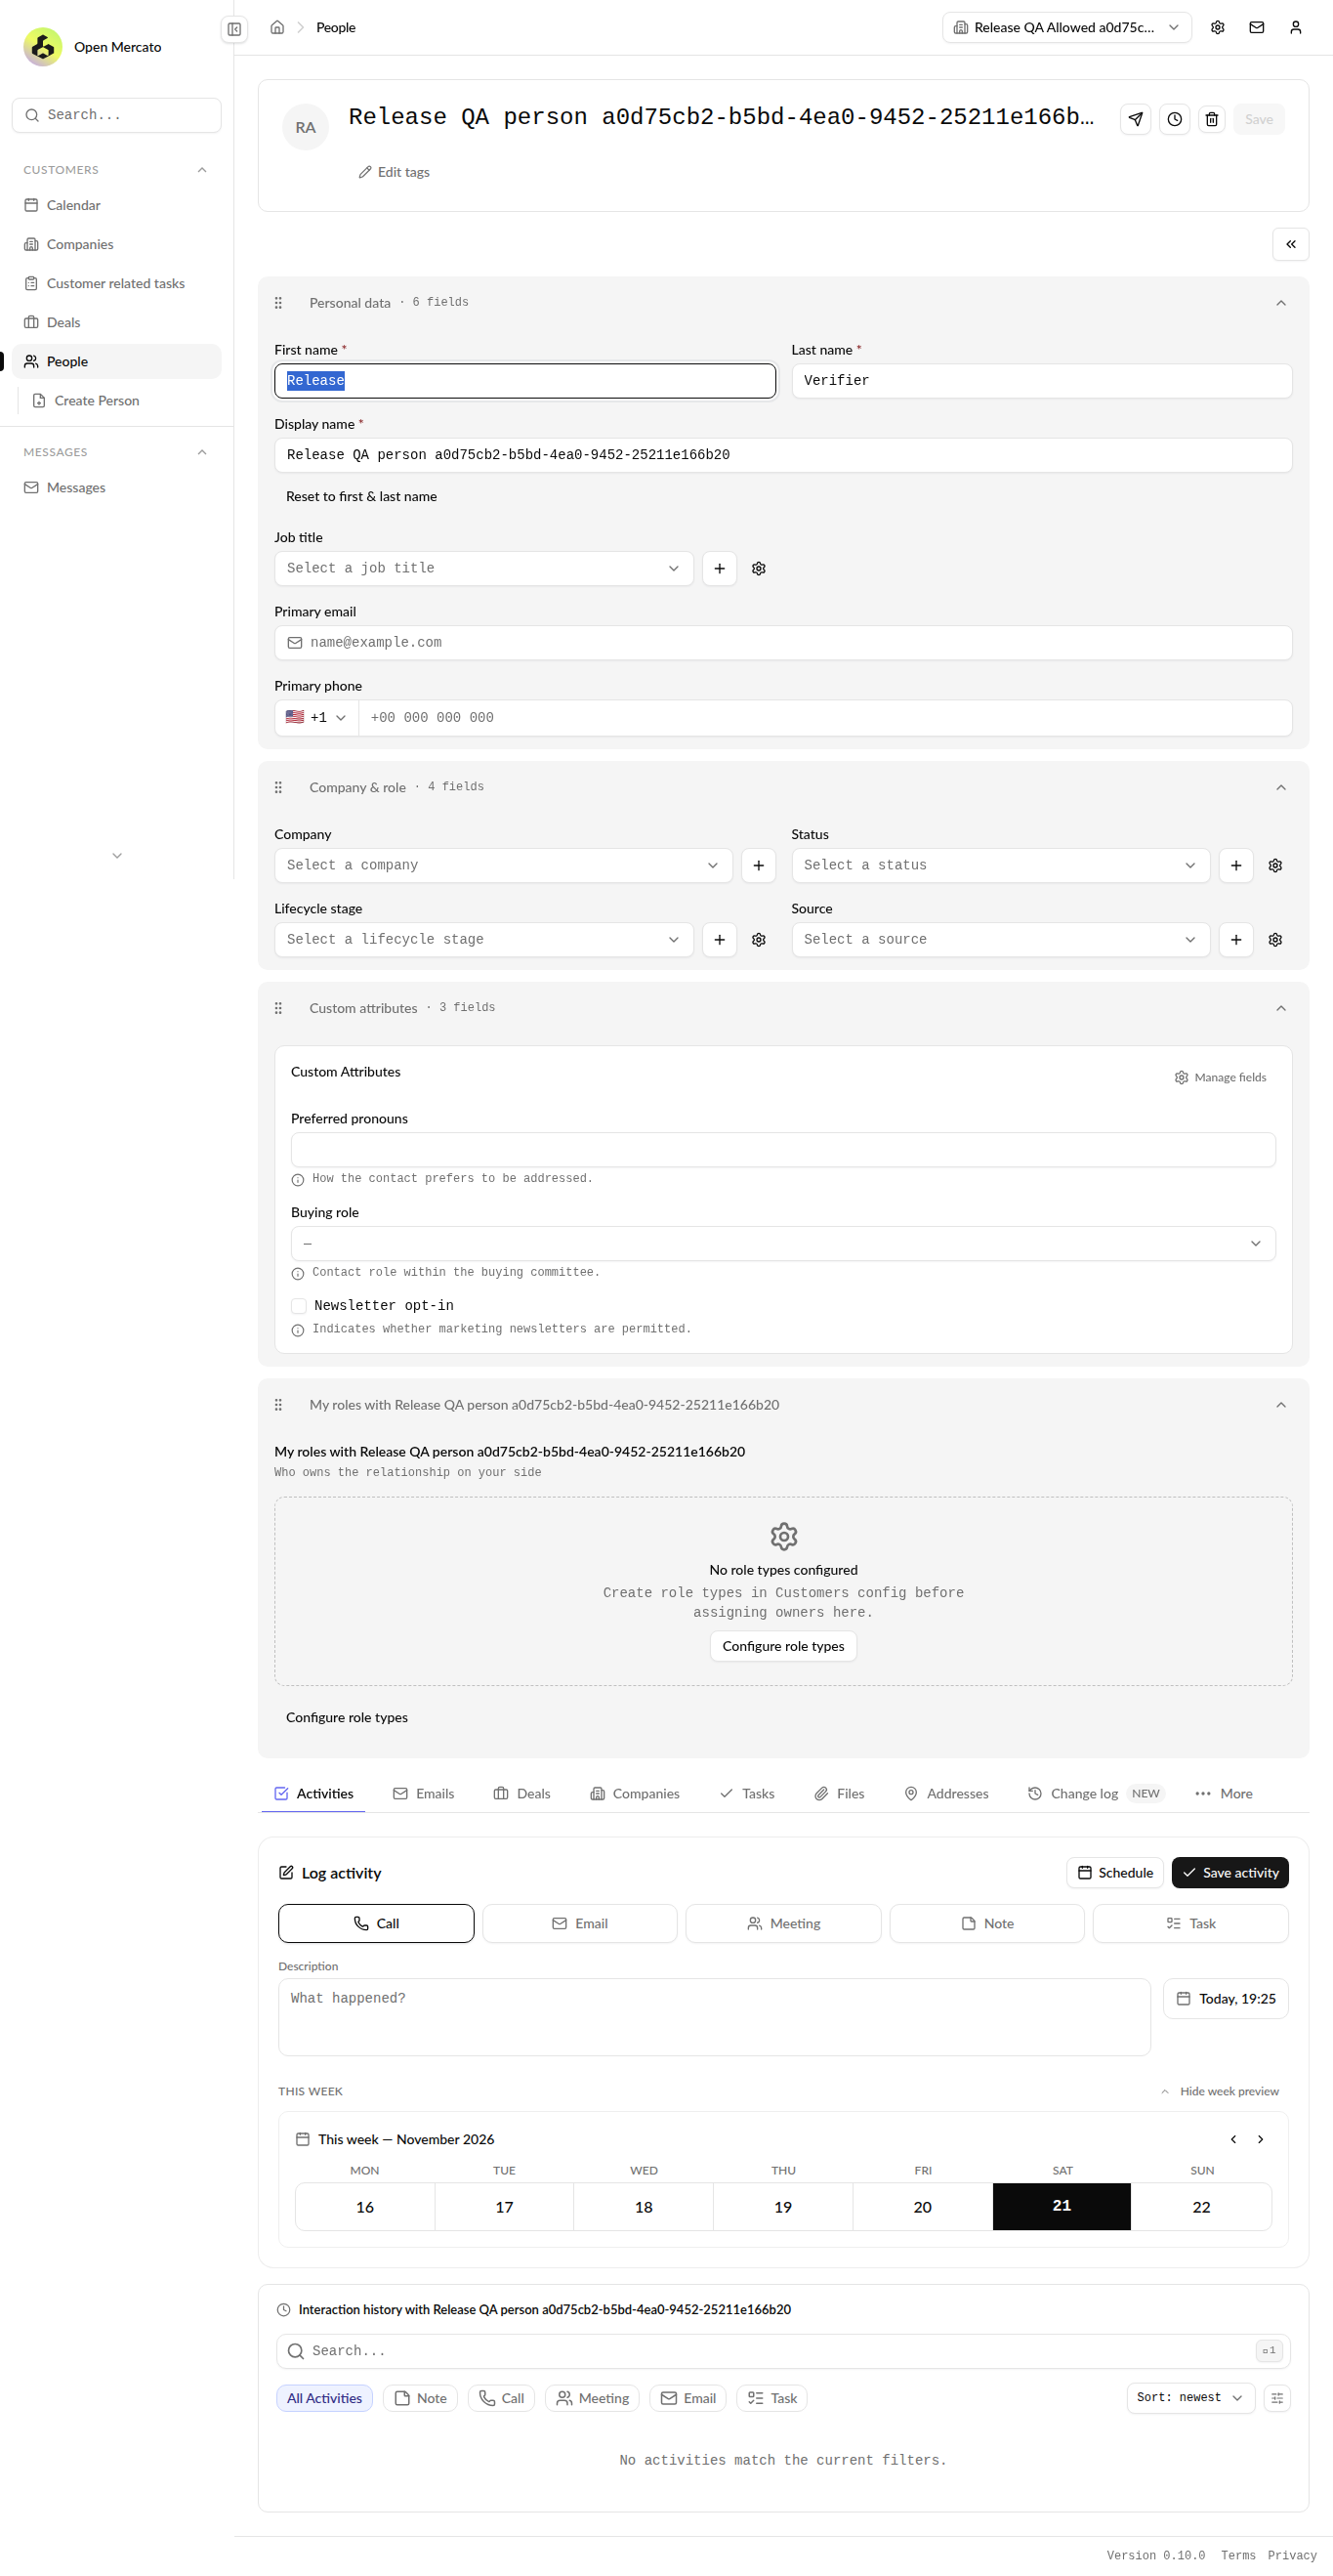 Open Mercato
People
Release QA Allowed a0d75c...
Search...
CUSTOMERS
Calendar
Companies
Customer related tasks
Deals
People
Create Person
MESSAGES
Messages
RA
Release QA person a0d75cb2-b5bd-4ea0-9452-25211e166b...
Save
Edit tags
Personal data · 6 fields
First name *
Last name *
Release
Verifier
Display name *
Release QA person a0d75cb2-b5bd-4ea0-9452-25211e166b20
Reset to first & last name
Job title
Select a job title
Primary email
name@example.com
Primary phone
+1
+00 000 000 000
Company & role · 4 fields
Company
Status
Select a company
Select a status
Lifecycle stage
Source
Select a lifecycle stage
Select a source
Custom attributes · 3 fields
Custom Attributes
Manage fields
Preferred pronouns
How the contact prefers to be addressed.
Buying role
—
Contact role within the buying committee.
Newsletter opt-in
Indicates whether marketing newsletters are permitted.
My roles with Release QA person a0d75cb2-b5bd-4ea0-9452-25211e166b20
My roles with Release QA person a0d75cb2-b5bd-4ea0-9452-25211e166b20
Who owns the relationship on your side
No role types configured
Create role types in Customers config before
assigning owners here.
Configure role types
Configure role types
Activities
Emails
Deals
Companies
Tasks
Files
Addresses
Change log NEW
More
Log activity
Schedule
Save activity
Call
Email
Meeting
Note
Task
Description
What happened?
Today, 19:25
THIS WEEK
Hide week preview
This week — November 2026
MON TUE WED THU FRI SAT SUN
16 17 18 19 20 21 22
Interaction history with Release QA person a0d75cb2-b5bd-4ea0-9452-25211e166b20
Search...
1
All Activities
Note
Call
Meeting
Email
Task
Sort: newest
No activities match the current filters.
Version 0.10.0 Terms Privacy